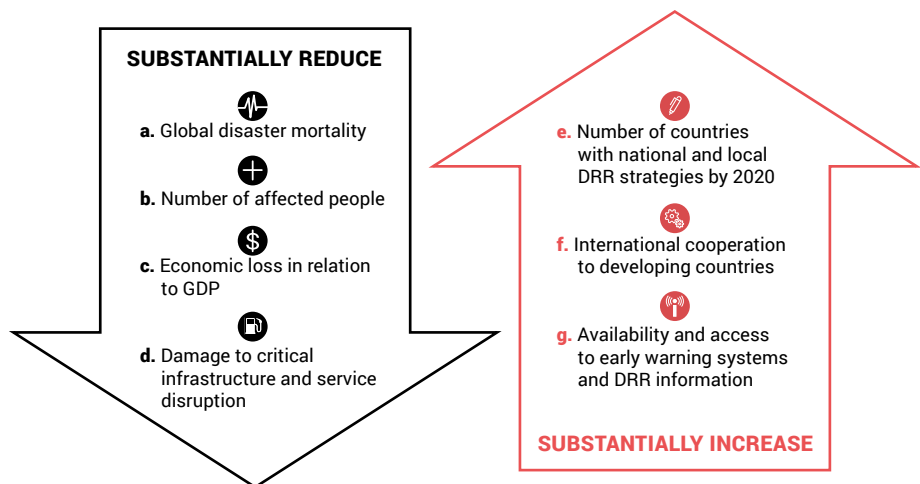 SUBSTANTIALLY REDUCE
a. Global disaster mortality
b. Number of affected people
$
c. Economic loss in relation
to GDP
d. Damage to critical
infrastructure and service
disruption
e. Number of countries
with national and local
DRR strategies by 2020
f. International cooperation
to developing countries
g. Availability and access
to early warning systems
and DRR information
SUBSTANTIALLY INCREASE